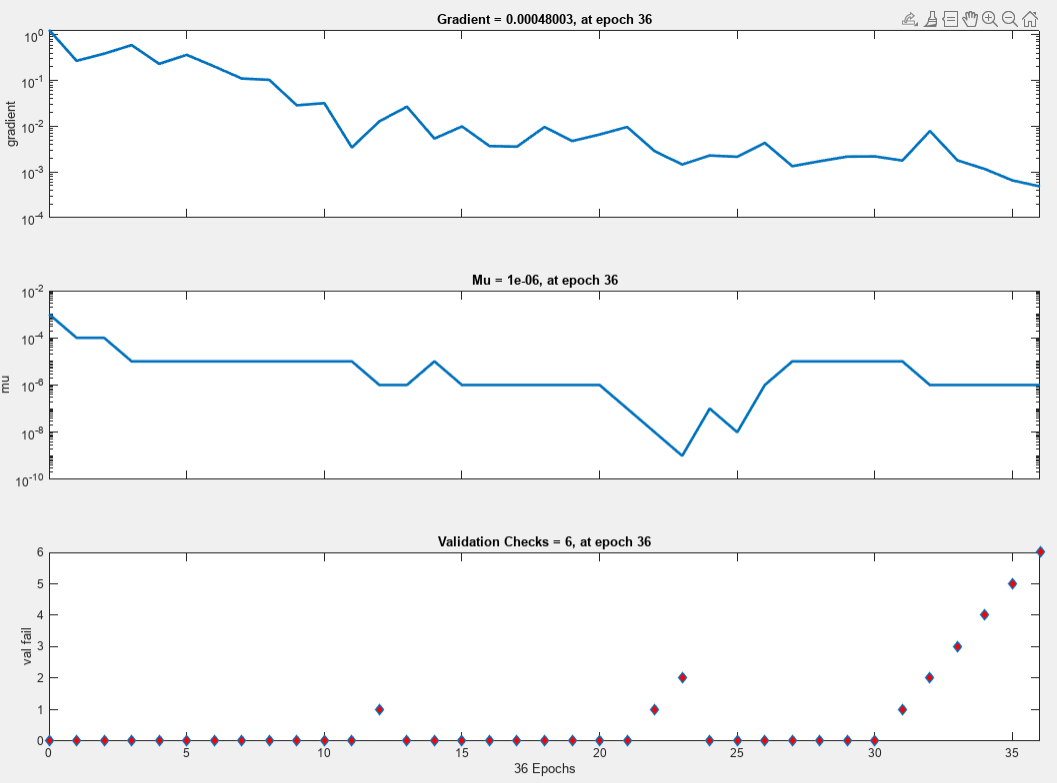 Gradient = 0.00048003, at epoch 36
10^0
10^-1
10^-2
10^-3
10^-4
gradient
Mu = 1e-06, at epoch 36
10^-2
10^-4
10^-6
10^-8
10^-10
mu
Validation Checks = 6, at epoch 36
6
5
4
3
2
1
0
val fail
0 5 10 15 20 25 30 35
36 Epochs